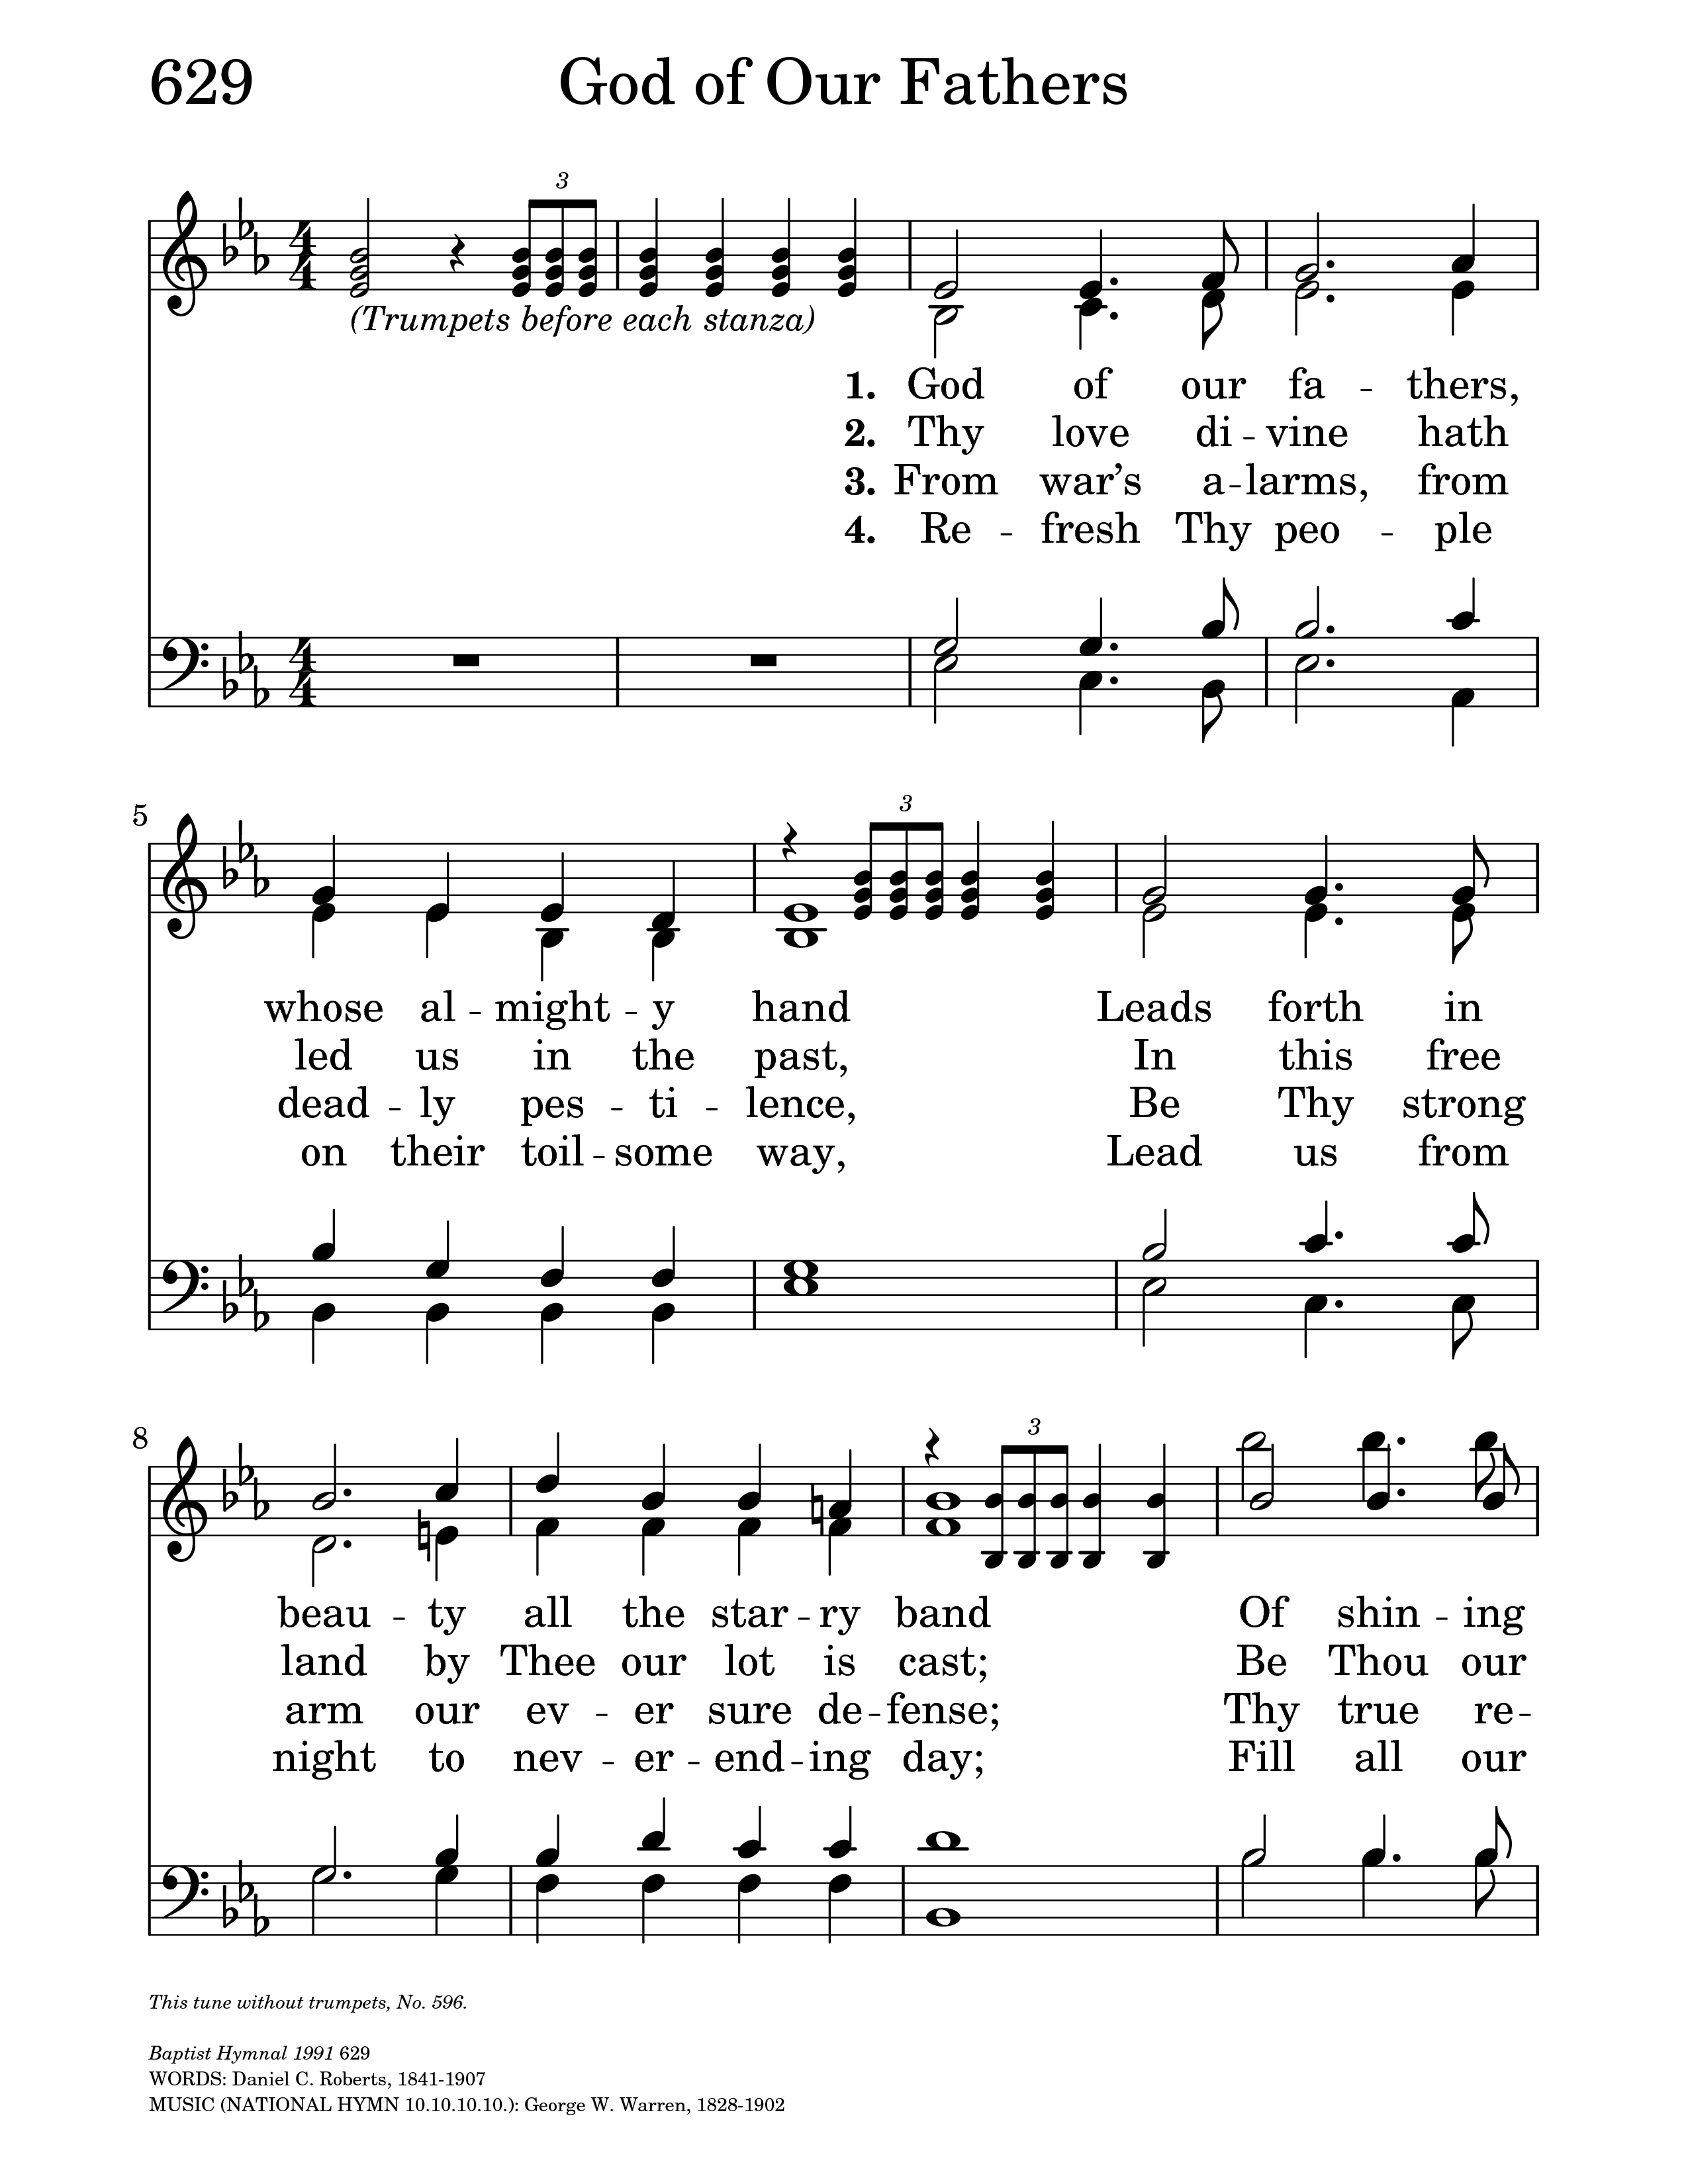 629 God of Our Fathers
3
(Trumpets before each stanza)
1. God of our fa - thers,
2. Thy love di - vine hath
3. From war’s a - larms, from
4. Re - fresh Thy peo - ple
5
3
whose al - might - y hand Leads forth in
led us in the past, In this free
dead - ly pes - ti - lence, Be Thy strong
on their toil - some way, Lead us from
8
3
beau - ty all the star - ry band Of shin - ing
land by Thee our lot is cast; Be Thou our
arm our ev - er sure de - fense; Thy true re -
night to nev - er - end - ing day; Fill all our
This tune without trumpets, No. 596.
Baptist Hymnal 1991 629
WORDS: Daniel C. Roberts, 1841-1907
MUSIC (NATIONAL HYMN 10.10.10.10.): George W. Warren, 1828-1902